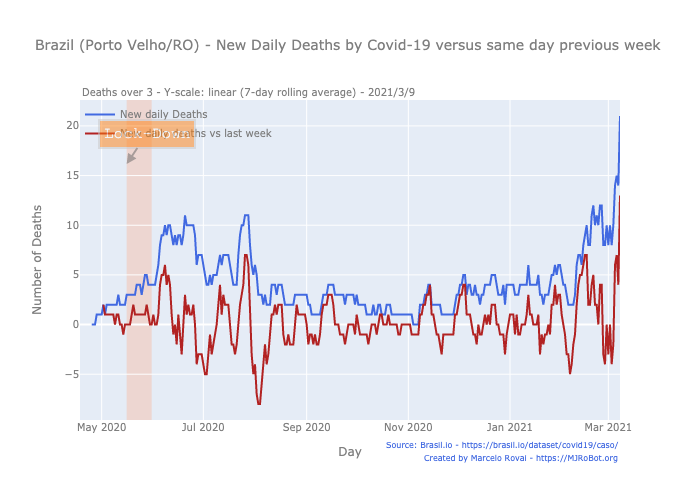 Brazil (Porto Velho/RO) - New Daily Deaths by Covid-19 versus same day previous week
Deaths over 3 - Y-scale: linear (7-day rolling average) - 2021/3/9
New daily Deaths
Lock Down
New daily deaths vs last week
Number of Deaths
20
15
10
5
0
−5
May 2020
Jul 2020
Sep 2020
Nov 2020
Jan 2021
Mar 2021
Day
Source: Brasil.io - https://brasil.io/dataset/covid19/caso/
Created by Marcelo Rovai - https://MJRoBot.org